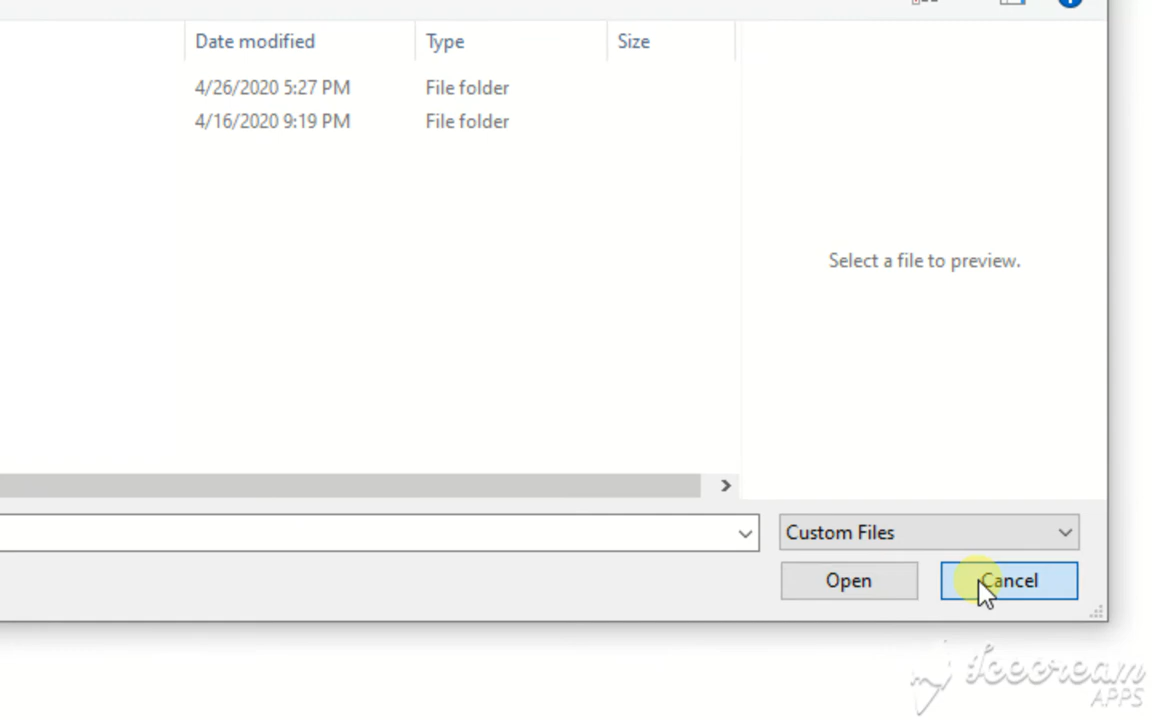 Date modified Type Size
4/26/2020 5:27 PM File folder
4/16/2020 9:19 PM File folder
Select a file to preview.
Custom Files
Open Cancel
Icecream
APPS